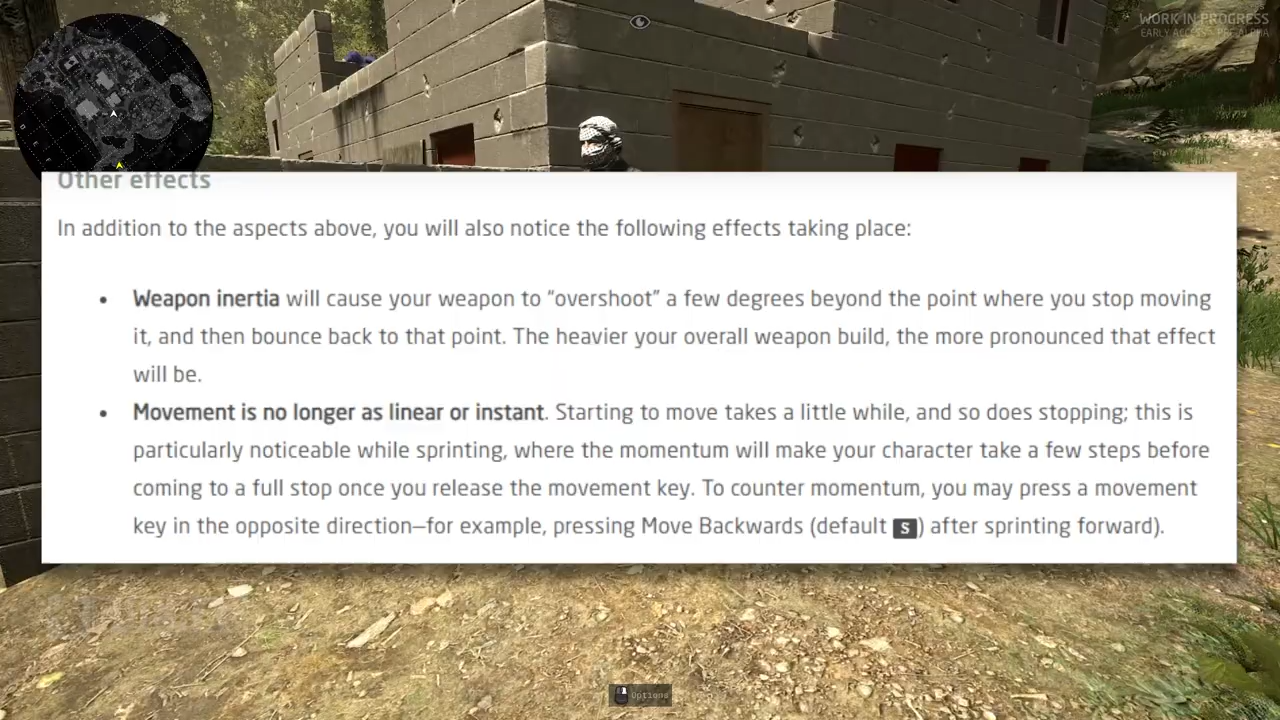 WORK IN PROGRESS
EARLY ACCESS PRE-ALPHA
Other effects
In addition to the aspects above, you will also notice the following effects taking place:
• Weapon inertia will cause your weapon to “overshoot” a few degrees beyond the point where you stop moving
it, and then bounce back to that point. The heavier your overall weapon build, the more pronounced that effect
will be.
• Movement is no longer as linear or instant. Starting to move takes a little while, and so does stopping; this is
particularly noticeable while sprinting, where the momentum will make your character take a few steps before
coming to a full stop once you release the movement key. To counter momentum, you may press a movement
key in the opposite direction—for example, pressing Move Backwards (default S) after sprinting forward).
Options